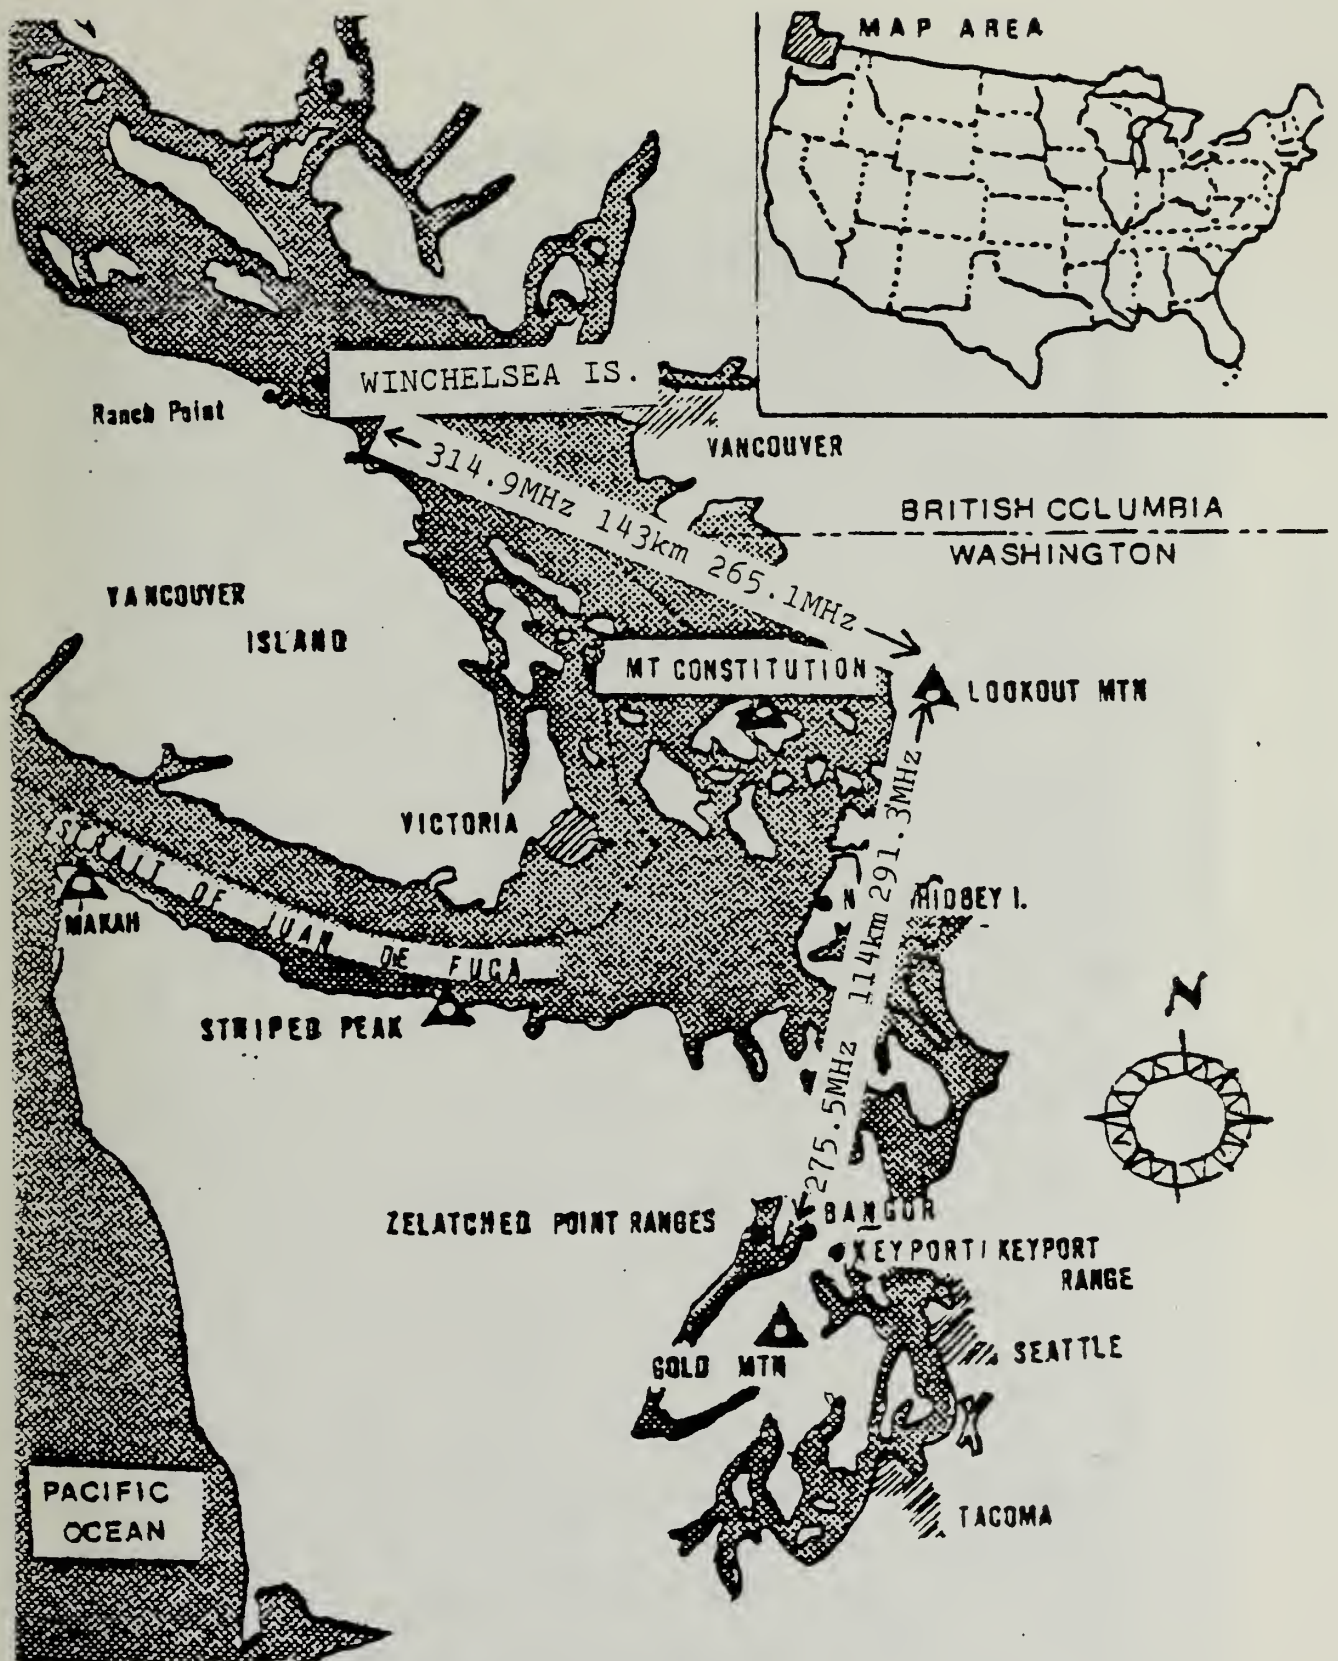 MAP AREA
WINCHELSEA IS.
Ranch Point
VANCOUVER
314.9MHz 143km 265.1MHz
BRITISH CCLUMBIA
WASHINGTON
VANCOUVER
ISLAND
MT CONSTITUTION
LOOKOUT MTN
VICTORIA
275.5MHz 114km 291.3MHz
STRAIT OF JUAN DE FUCA
N HIDBEY I.
MAKAH
STRIPED PEAK
N
ZELATCHED POINT RANGES
BANGOR
KEYPORT/KEYPORT
RANGE
SEATTLE
GOLD MTN
PACIFIC
OCEAN
TACOMA